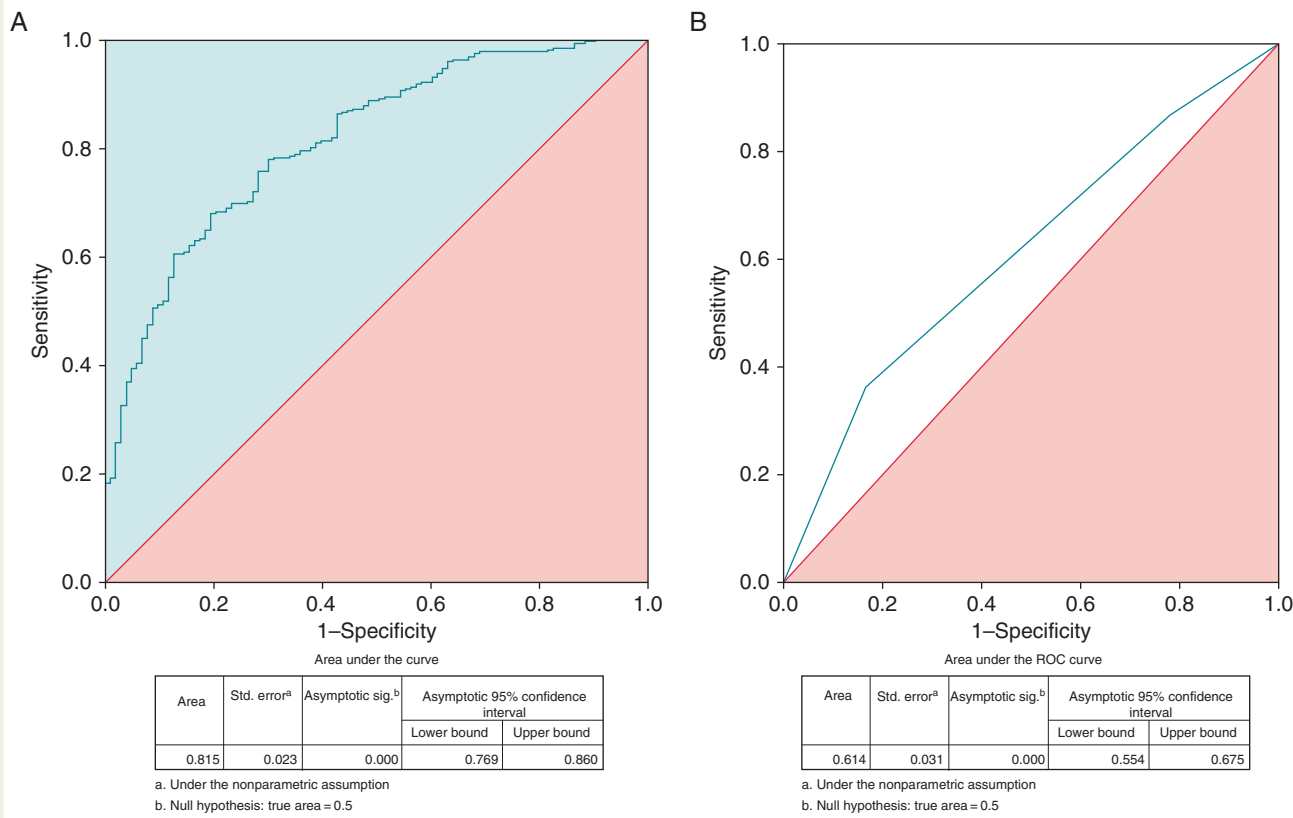 A
1.0
0.8
0.6
0.4
0.2
0.0
Sensitivity
0.0 0.2 0.4 0.6 0.8 1.0
1–Specificity
Area under the curve
Area Std. errorᵃ Asymptotic sig.ᵇ Asymptotic 95% confidence
interval
Lower bound Upper bound
0.815 0.023 0.000 0.769 0.860
a. Under the nonparametric assumption
b. Null hypothesis: true area = 0.5
B
1.0
0.8
0.6
0.4
0.2
0.0
Sensitivity
0.0 0.2 0.4 0.6 0.8 1.0
1–Specificity
Area under the ROC curve
Area Std. errorᵃ Asymptotic sig.ᵇ Asymptotic 95% confidence
interval
Lower bound Upper bound
0.614 0.031 0.000 0.554 0.675
a. Under the nonparametric assumption
b. Null hypothesis: true area = 0.5